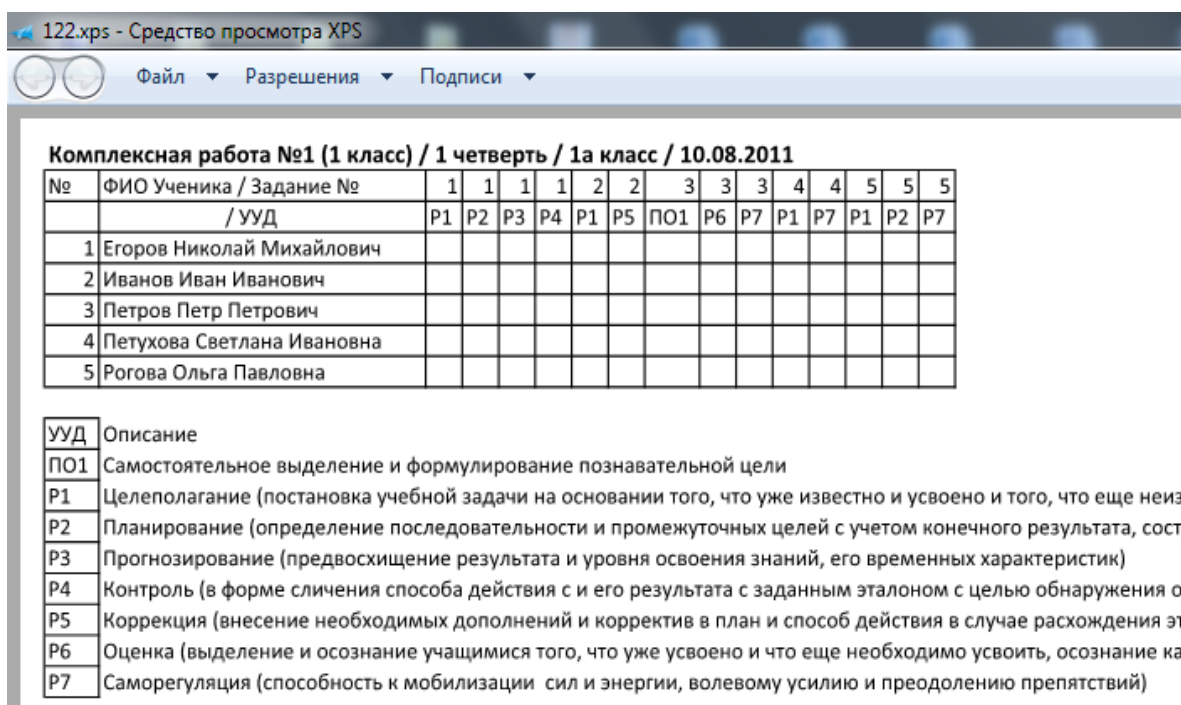 122.xps - Средство просмотра XPS
Файл Разрешения Подписи
Комплексная работа №1 (1 класс) / 1 четверть / 1а класс / 10.08.2011
№ ФИО Ученика / Задание № 1 1 1 1 2 2 3 3 3 4 4 5 5 5
/ УУД Р1 Р2 Р3 Р4 Р1 Р5 ПО1 Р6 Р7 Р1 Р7 Р1 Р2 Р7
1 Егоров Николай Михайлович
2 Иванов Иван Иванович
3 Петров Петр Петрович
4 Петухова Светлана Ивановна
5 Рогова Ольга Павловна
УУД Описание
ПО1 Самостоятельное выделение и формулирование познавательной цели
Р1 Целеполагание (постановка учебной задачи на основании того, что уже известно и усвоено и того, что еще
Р2 Планирование (определение последовательности и промежуточных целей с учетом конечного результата,
Р3 Прогнозирование (предвосхищение результата и уровня освоения знаний, его временных характеристик)
Р4 Контроль (в форме сличения способа действия с и его результата с заданным эталоном с целью обнаружения
Р5 Коррекция (внесение необходимых дополнений и корректив в план и способ действия в случае расхождения
Р6 Оценка (выделение и осознание учащимися того, что уже усвоено и что еще необходимо усвоить, осознание
Р7 Саморегуляция (способность к мобилизации сил и энергии, волевому усилию и преодолению препятствий)